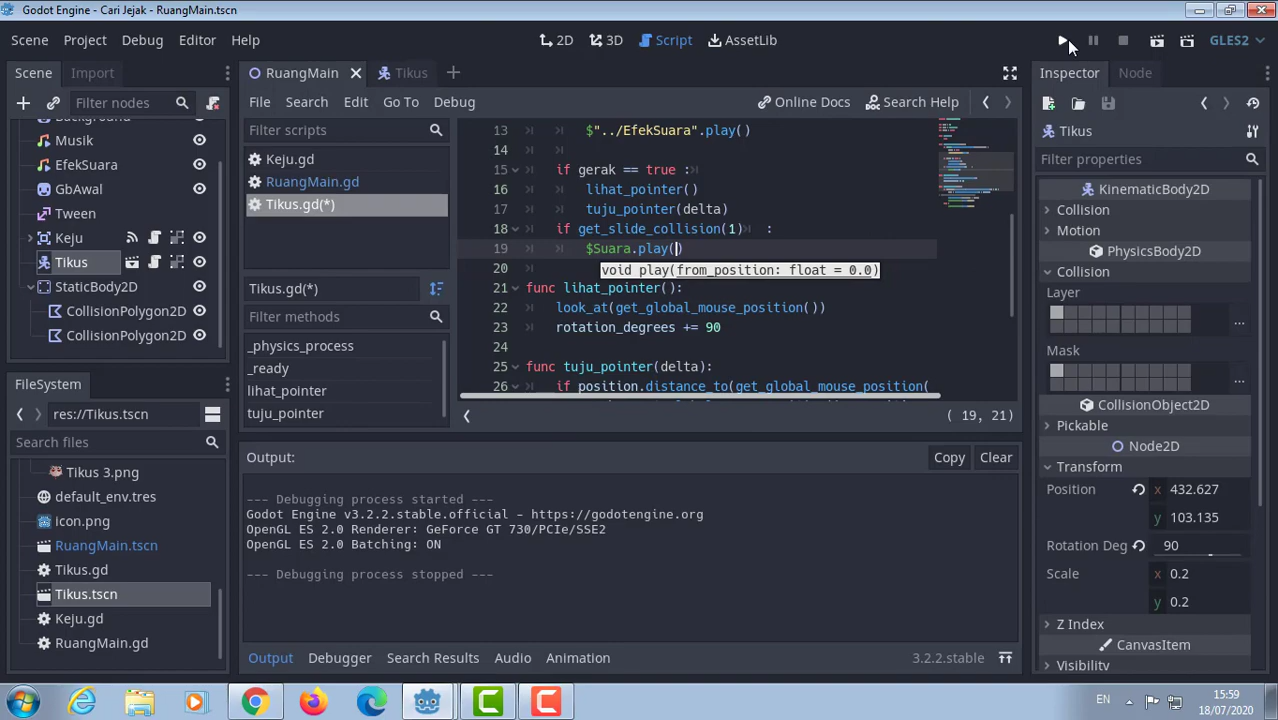 Godot Engine - Cari Jejak - RuangMain.tscn
Scene Project Debug Editor Help
2D 3D Script AssetLib
GLES2
Scene Import
Filter nodes
Background
Musik
EfekSuara
GbAwal
Tween
Keju
TIkus
StaticBody2D
CollisionPolygon2D
CollisionPolygon2D
FileSystem
res://TIkus.tscn
Search files
Tikus 3.png
default_env.tres
icon.png
RuangMain.tscn
Tikus.gd
Tikus.tscn
Keju.gd
RuangMain.gd
RuangMain Tikus
File Search Edit Go To Debug
Online Docs Search Help
Filter scripts
Keju.gd
RuangMain.gd
TIkus.gd(*)
TIkus.gd(*)
Filter methods
_physics_process
_ready
lihat_pointer
tuju_pointer
13 $"../EfekSuara".play()
14
15 if gerak == true :
16 lihat_pointer()
17 tuju_pointer(delta)
18 if get_slide_collision(1) :
19 $Suara.play()
20 void play(from_position: float = 0.0)
21 func lihat_pointer():
22 look_at(get_global_mouse_position())
23 rotation_degrees += 90
24
25 func tuju_pointer(delta):
26 if position.distance_to(get_global_mouse_position(
( 19, 21)
Output:
Copy Clear
--- Debugging process started ---
Godot Engine v3.2.2.stable.official - https://godotengine.org
OpenGL ES 2.0 Renderer: GeForce GT 730/PCIe/SSE2
OpenGL ES 2.0 Batching: ON
--- Debugging process stopped ---
Output Debugger Search Results Audio Animation
3.2.2.stable
Inspector Node
TIkus
Filter properties
KinematicBody2D
Collision
Motion
PhysicsBody2D
Collision
Layer
...
Mask
...
CollisionObject2D
Pickable
Node2D
Transform
Position x 432.627
y 103.135
Rotation Deg 90
Scale x 0.2
y 0.2
Z Index
CanvasItem
Visibility
EN
15:59
18/07/2020